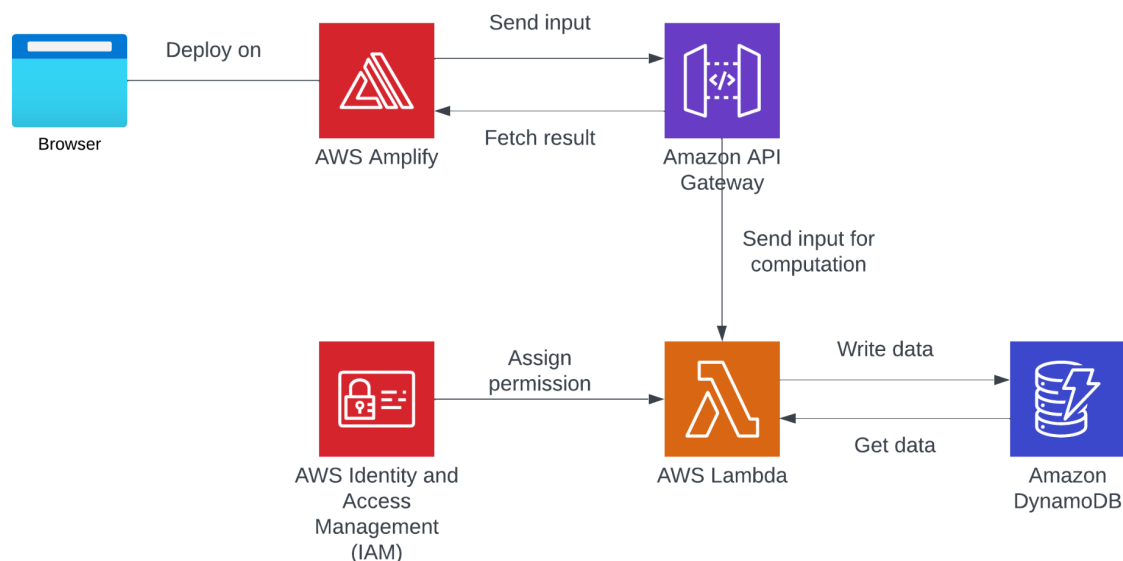 Send input
Deploy on
Browser
Fetch result
AWS Amplify
Amazon API
Gateway
Send input for
computation
Assign
permission
Write data
Get data
AWS Identity and
Access
Management
(IAM)
AWS Lambda
Amazon
DynamoDB